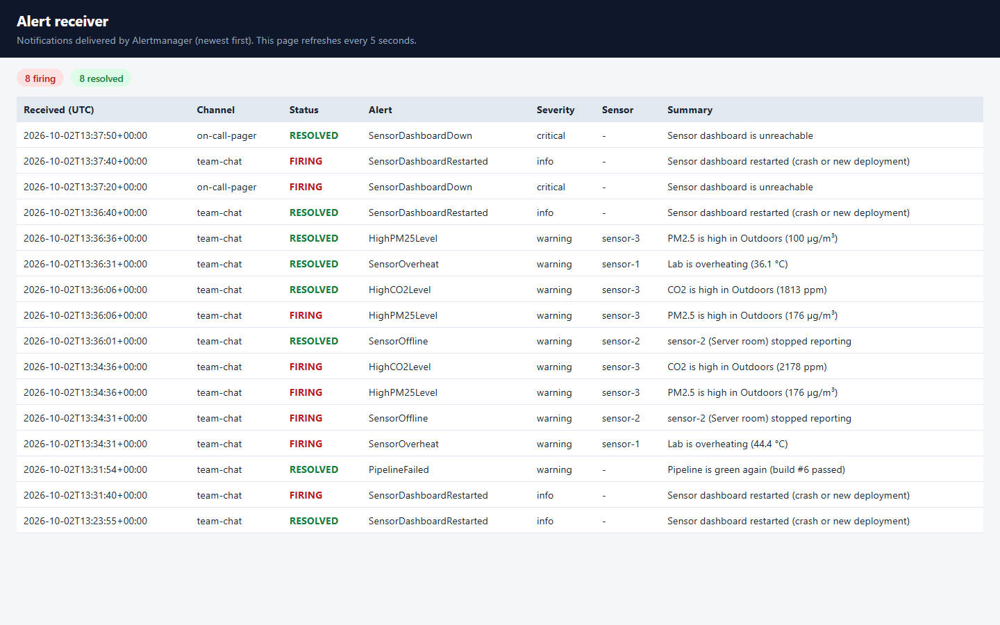 Alert receiver
Notifications delivered by Alertmanager (newest first). This page refreshes every 5 seconds.
8 firing 8 resolved
Received (UTC) Channel Status Alert Severity Sensor Summary
2026-10-02T13:37:50+00:00 on-call-pager RESOLVED SensorDashboardDown critical - Sensor dashboard is unreachable
2026-10-02T13:37:40+00:00 team-chat FIRING SensorDashboardRestarted info - Sensor dashboard restarted (crash or new deployment)
2026-10-02T13:37:20+00:00 on-call-pager FIRING SensorDashboardDown critical - Sensor dashboard is unreachable
2026-10-02T13:36:40+00:00 team-chat RESOLVED SensorDashboardRestarted info - Sensor dashboard restarted (crash or new deployment)
2026-10-02T13:36:36+00:00 team-chat RESOLVED HighPM25Level warning sensor-3 PM2.5 is high in Outdoors (100 µg/m³)
2026-10-02T13:36:31+00:00 team-chat RESOLVED SensorOverheat warning sensor-1 Lab is overheating (36.1 °C)
2026-10-02T13:36:06+00:00 team-chat RESOLVED HighCO2Level warning sensor-3 CO2 is high in Outdoors (1813 ppm)
2026-10-02T13:36:06+00:00 team-chat FIRING HighPM25Level warning sensor-3 PM2.5 is high in Outdoors (176 µg/m³)
2026-10-02T13:36:01+00:00 team-chat RESOLVED SensorOffline warning sensor-2 sensor-2 (Server room) stopped reporting
2026-10-02T13:34:36+00:00 team-chat FIRING HighCO2Level warning sensor-3 CO2 is high in Outdoors (2178 ppm)
2026-10-02T13:34:36+00:00 team-chat FIRING HighPM25Level warning sensor-3 PM2.5 is high in Outdoors (176 µg/m³)
2026-10-02T13:34:31+00:00 team-chat FIRING SensorOffline warning sensor-2 sensor-2 (Server room) stopped reporting
2026-10-02T13:34:31+00:00 team-chat FIRING SensorOverheat warning sensor-1 Lab is overheating (44.4 °C)
2026-10-02T13:31:54+00:00 team-chat RESOLVED PipelineFailed warning - Pipeline is green again (build #6 passed)
2026-10-02T13:31:40+00:00 team-chat FIRING SensorDashboardRestarted info - Sensor dashboard restarted (crash or new deployment)
2026-10-02T13:23:55+00:00 team-chat RESOLVED SensorDashboardRestarted info - Sensor dashboard restarted (crash or new deployment)